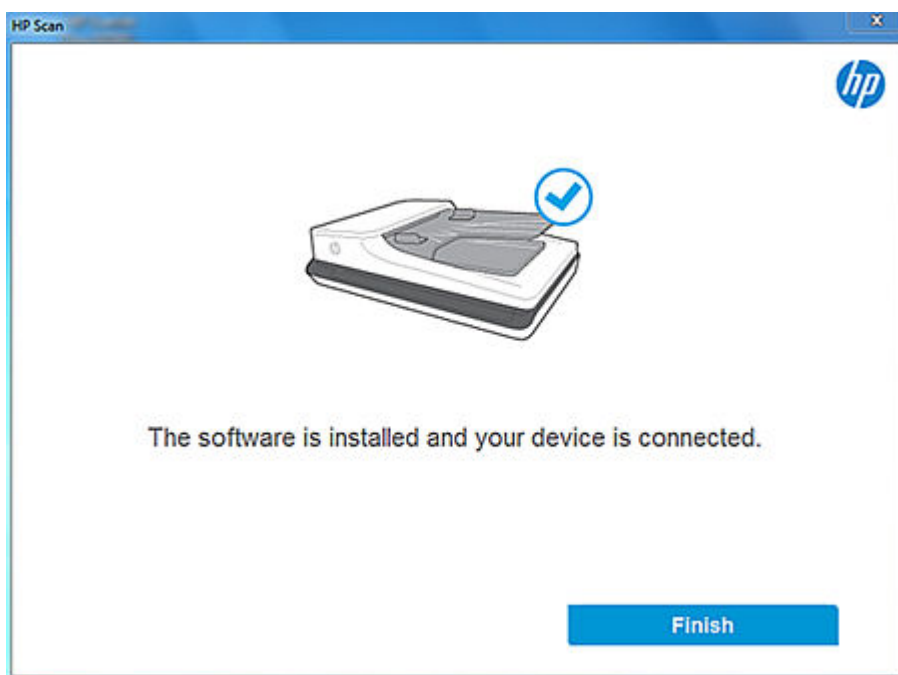 HP Scan
hp
The software is installed and your device is connected.
Finish